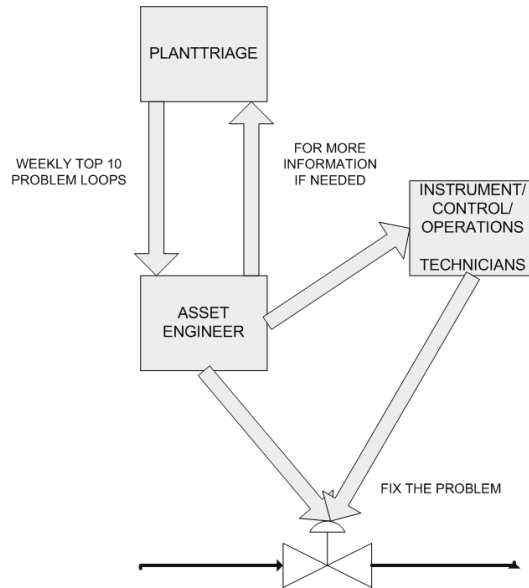 PLANTTRIAGE
WEEKLY TOP 10
PROBLEM LOOPS
FOR MORE
INFORMATION
IF NEEDED
INSTRUMENT/
CONTROL/
OPERATIONS
TECHNICIANS
ASSET
ENGINEER
FIX THE PROBLEM